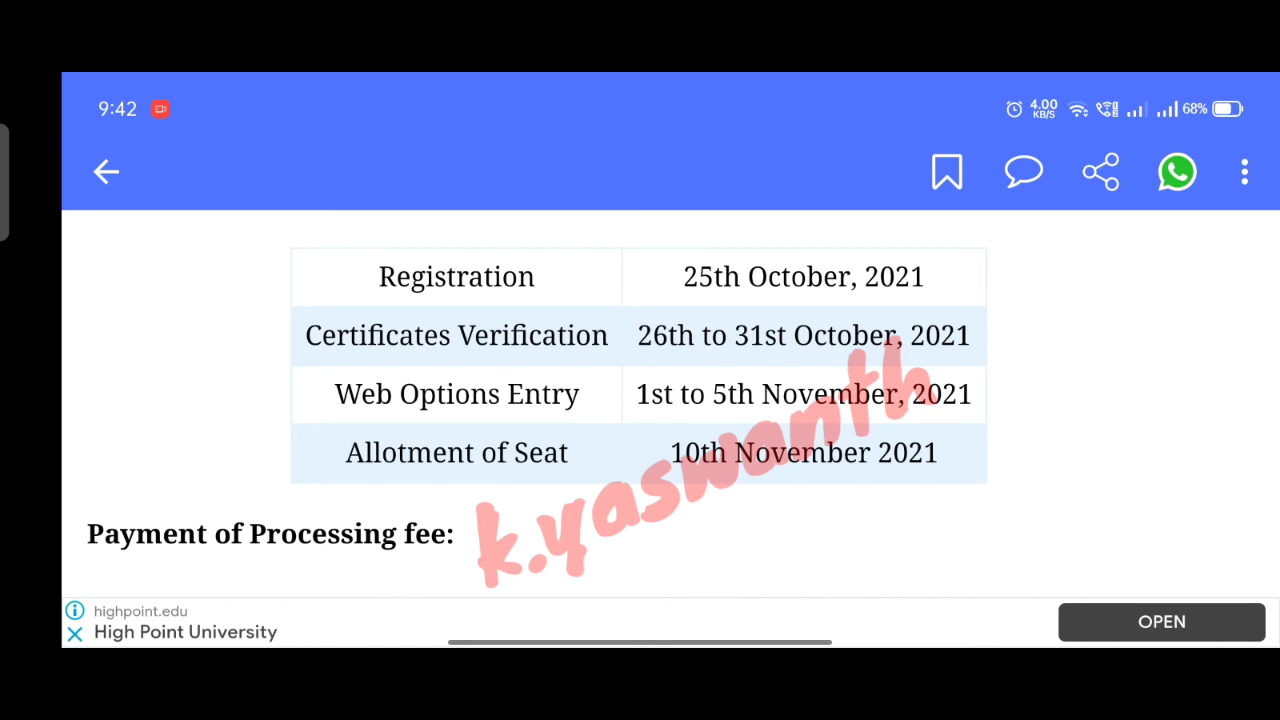 9:42
4.00
KB/S
68%
Registration 25th October, 2021
Certificates Verification 26th to 31st October, 2021
Web Options Entry 1st to 5th November, 2021
Allotment of Seat 10th November 2021
k.yaswanth
Payment of Processing fee:
highpoint.edu
High Point University
OPEN